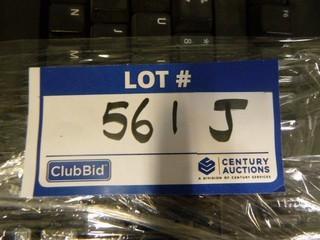 LOT #
561 J
ClubBid
CENTURY
AUCTIONS
A DIVISION OF CENTURY SERVICES